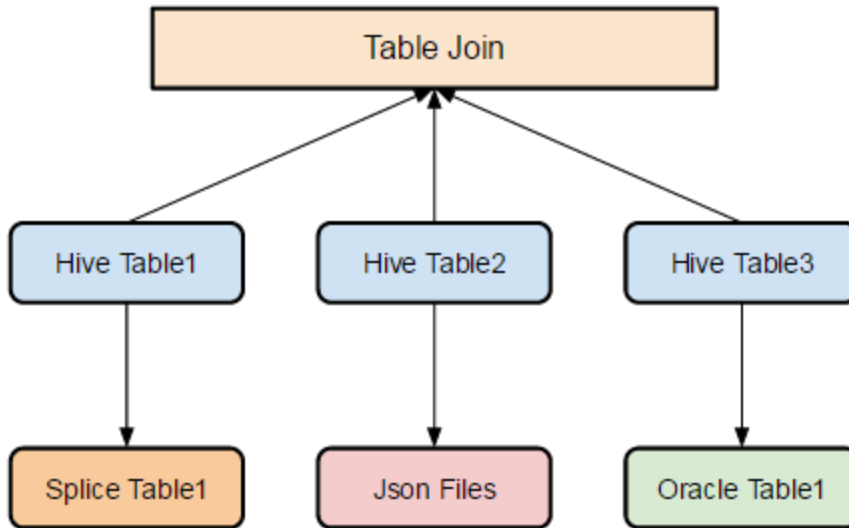 Table Join
Hive Table1
Hive Table2
Hive Table3
Splice Table1
Json Files
Oracle Table1